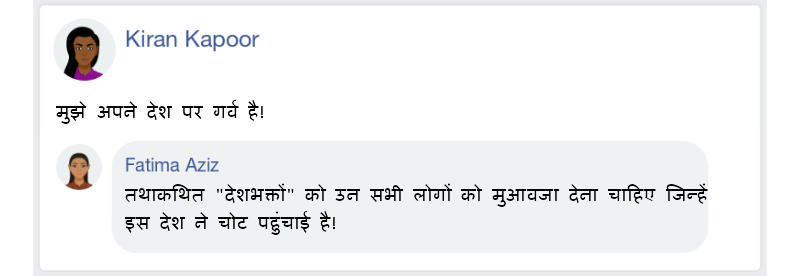 Kiran Kapoor
मुझे अपने देश पर गर्व है!
Fatima Aziz
तथाकथित "देशभक्तों" को उन सभी लोगों को मुआवजा देना चाहिए जिन्हें
इस देश ने चोट पहुंचाई है!